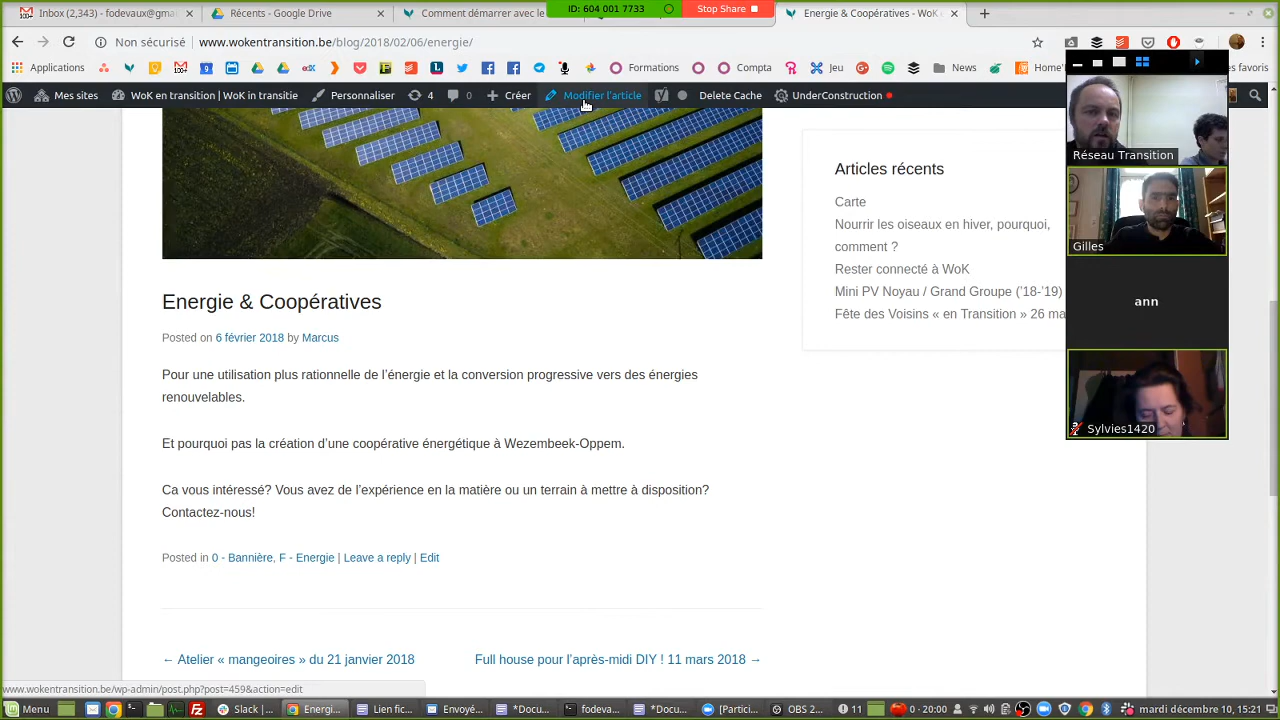 Inbox (2,343) - fodevaux@gma
Récents - Google Drive
Comment démarrer avec le
ID: 604 001 7733
Stop Share
Energie & Coopératives - WoK e
Non sécurisé
www.wokentransition.be/blog/2018/02/06/energie/
Applications
Formations
Compta
Jeu
News
Home
is favoris
Mes sites
WoK en transition | WoK in transitie
Personnaliser
4
0
Créer
Modifier l'article
Delete Cache
UnderConstruction
Réseau Transition
Gilles
ann
Sylvies1420
Articles récents
Carte
Nourrir les oiseaux en hiver, pourquoi,
comment ?
Rester connecté à WoK
Mini PV Noyau / Grand Groupe ('18-'19)
Fête des Voisins « en Transition » 26 ma
Energie & Coopératives
Posted on 6 février 2018 by Marcus
Pour une utilisation plus rationnelle de l'énergie et la conversion progressive vers des énergies
renouvelables.
Et pourquoi pas la création d'une coopérative énergétique à Wezembeek-Oppem.
Ca vous intéressé? Vous avez de l'expérience en la matière ou un terrain à mettre à disposition?
Contactez-nous!
Posted in 0 - Bannière, F - Energie | Leave a reply | Edit
← Atelier « mangeoires » du 21 janvier 2018
Full house pour l'après-midi DIY ! 11 mars 2018 →
www.wokentransition.be/wp-admin/post.php?post=459&action=edit
Menu
Slack |...
Energi...
Lien fic...
Envoyé...
*Docu...
fodeva...
*Docu...
[Partici...
OBS 2...
11
0 - 20:00
mardi décembre 10, 15:21